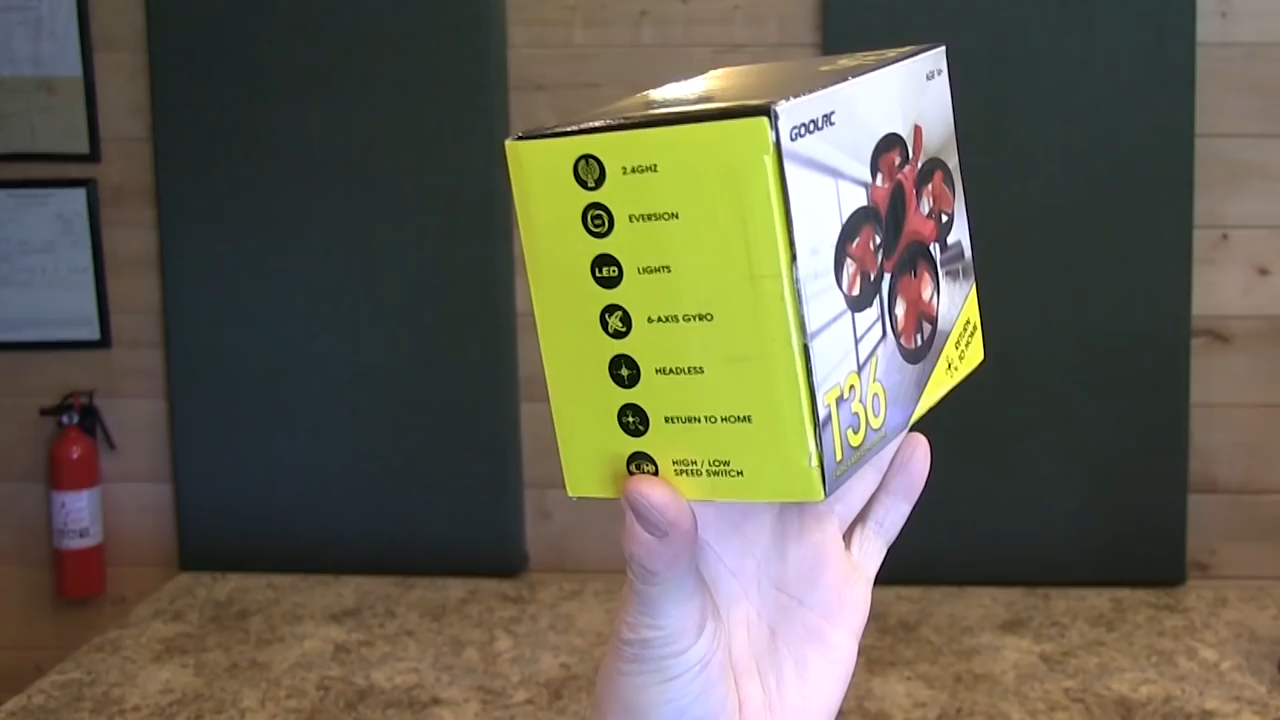 2.4GHZ
EVERSION
LED
LIGHTS
6-AXIS GYRO
HEADLESS
RETURN TO HOME
L/H
HIGH / LOW
SPEED SWITCH
GOOLRC
AGE 14+
T36
RETURN
TO HOME